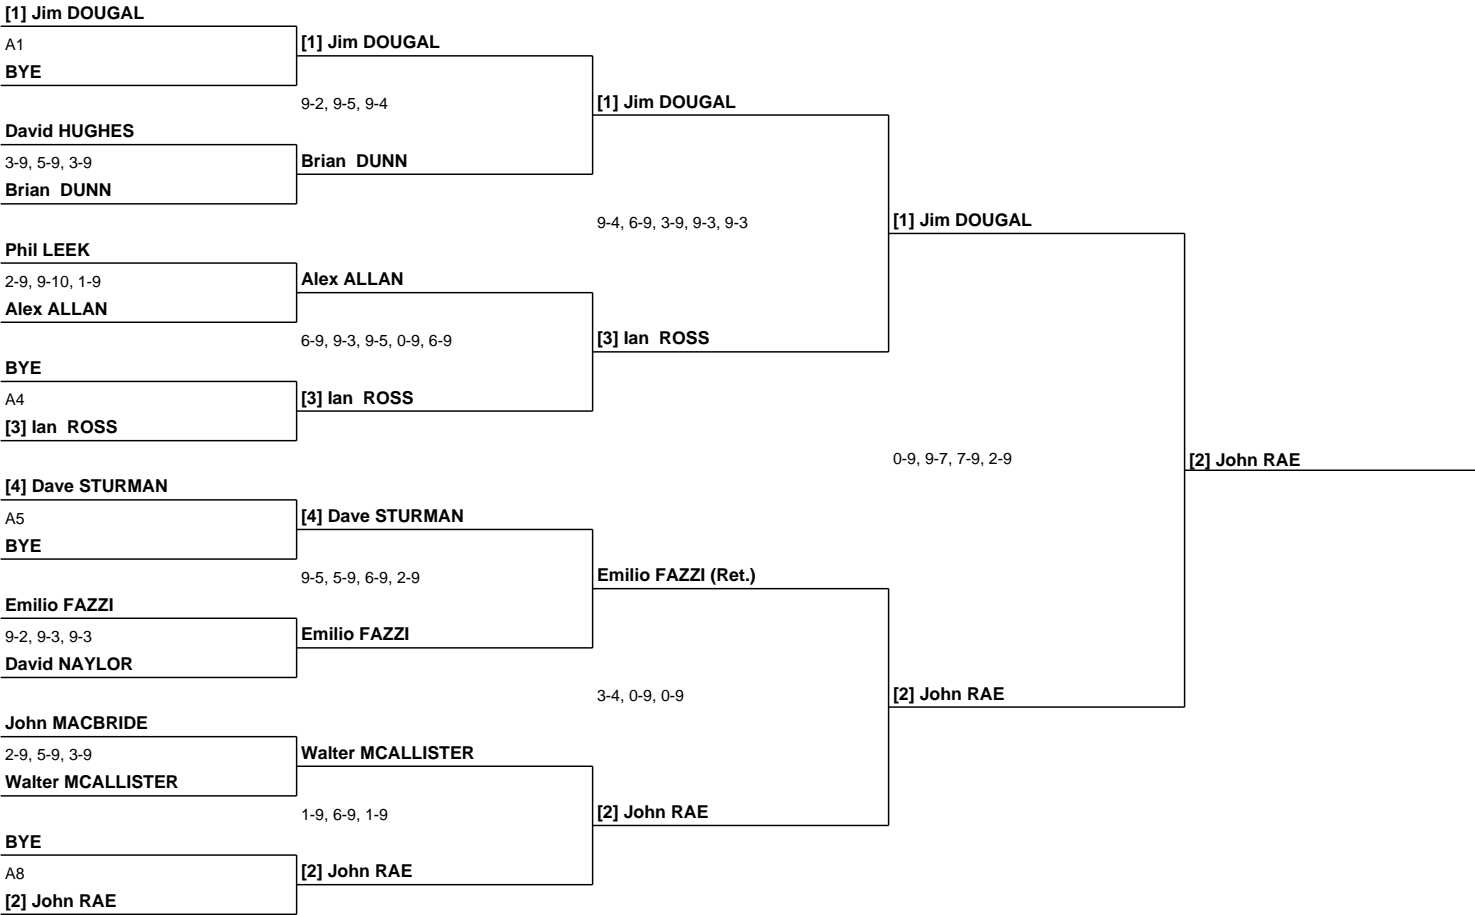 [1] Jim DOUGAL
A1
BYE
David HUGHES
3-9, 5-9, 3-9
Brian  DUNN
Phil LEEK
2-9, 9-10, 1-9
Alex ALLAN
BYE
A4
[3] Ian  ROSS
[4] Dave STURMAN
A5
BYE
Emilio FAZZI
9-2, 9-3, 9-3
David NAYLOR
John MACBRIDE
2-9, 5-9, 3-9
Walter MCALLISTER
BYE
A8
[2] John RAE
[1] Jim DOUGAL
9-2, 9-5, 9-4
Brian  DUNN
Alex ALLAN
6-9, 9-3, 9-5, 0-9, 6-9
[3] Ian  ROSS
[4] Dave STURMAN
9-5, 5-9, 6-9, 2-9
Emilio FAZZI
Walter MCALLISTER
1-9, 6-9, 1-9
[2] John RAE
[1] Jim DOUGAL
9-4, 6-9, 3-9, 9-3, 9-3
[3] Ian  ROSS
Emilio FAZZI (Ret.)
3-4, 0-9, 0-9
[2] John RAE
[1] Jim DOUGAL
0-9, 9-7, 7-9, 2-9
[2] John RAE
[2] John RAE